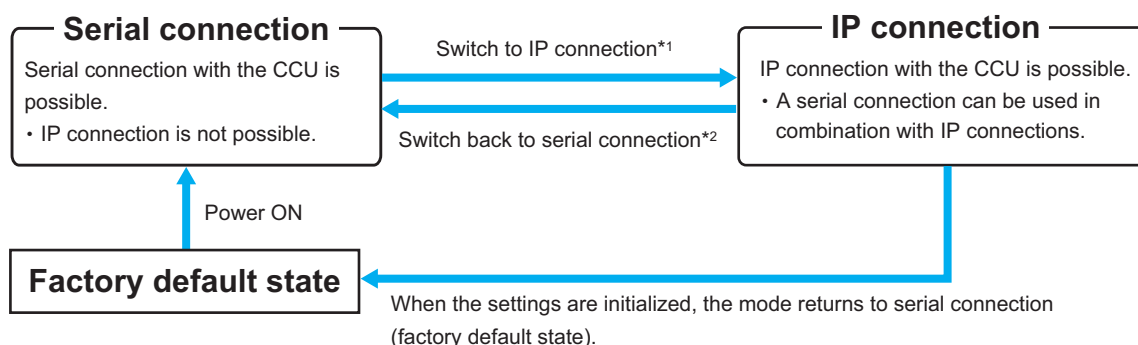 Serial connection
Serial connection with the CCU is
possible.
・IP connection is not possible.
Switch to IP connection*1
Switch back to serial connection*2
IP connection
IP connection with the CCU is possible.
・A serial connection can be used in
combination with IP connections.
Power ON
Factory default state
When the settings are initialized, the mode returns to serial connection
(factory default state).